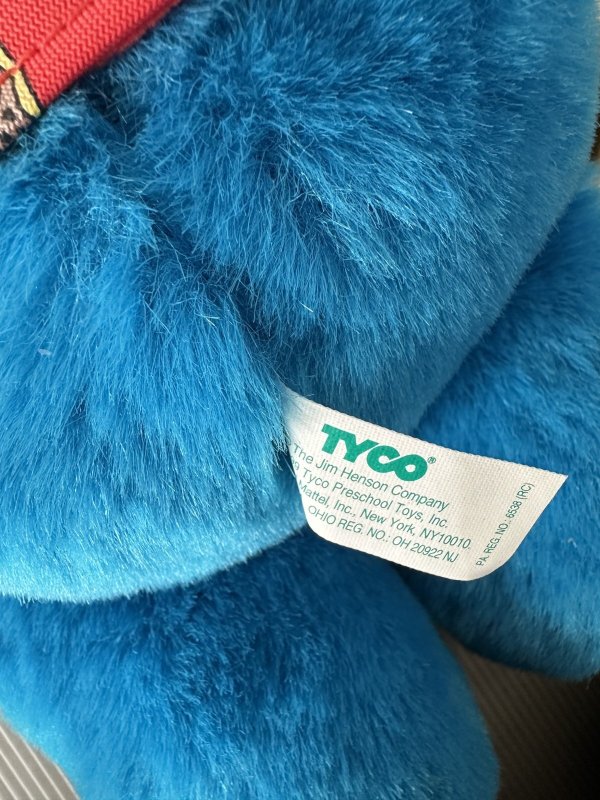 TYCO®
The Jim Henson Company
Tyco Preschool Toys, Inc.
Mattel, Inc., New York, NY10010
OHIO REG. NO.: OH 20922 NJ
PA. REG. NO.: 6538 (RC)